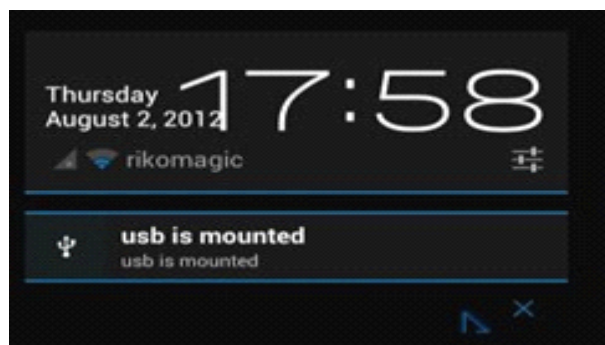 Thursday
August 2, 2012
17:58
rikomagic
usb is mounted
usb is mounted